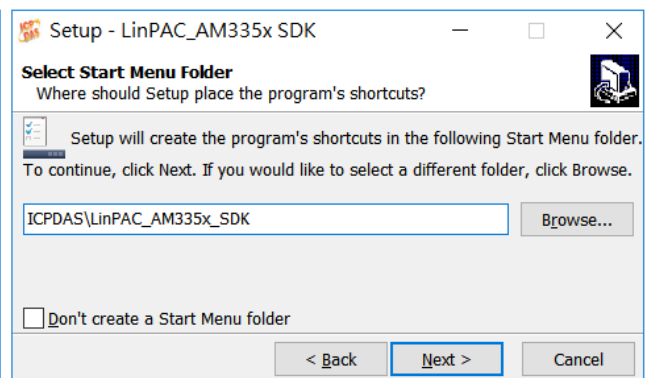 ICP DAS Setup - LinPAC_AM335x SDK
Select Start Menu Folder
Where should Setup place the program's shortcuts?
Setup will create the program's shortcuts in the following Start Menu folder.
To continue, click Next. If you would like to select a different folder, click Browse.
ICPDAS\LinPAC_AM335x_SDK Browse...
Don't create a Start Menu folder
< Back Next > Cancel